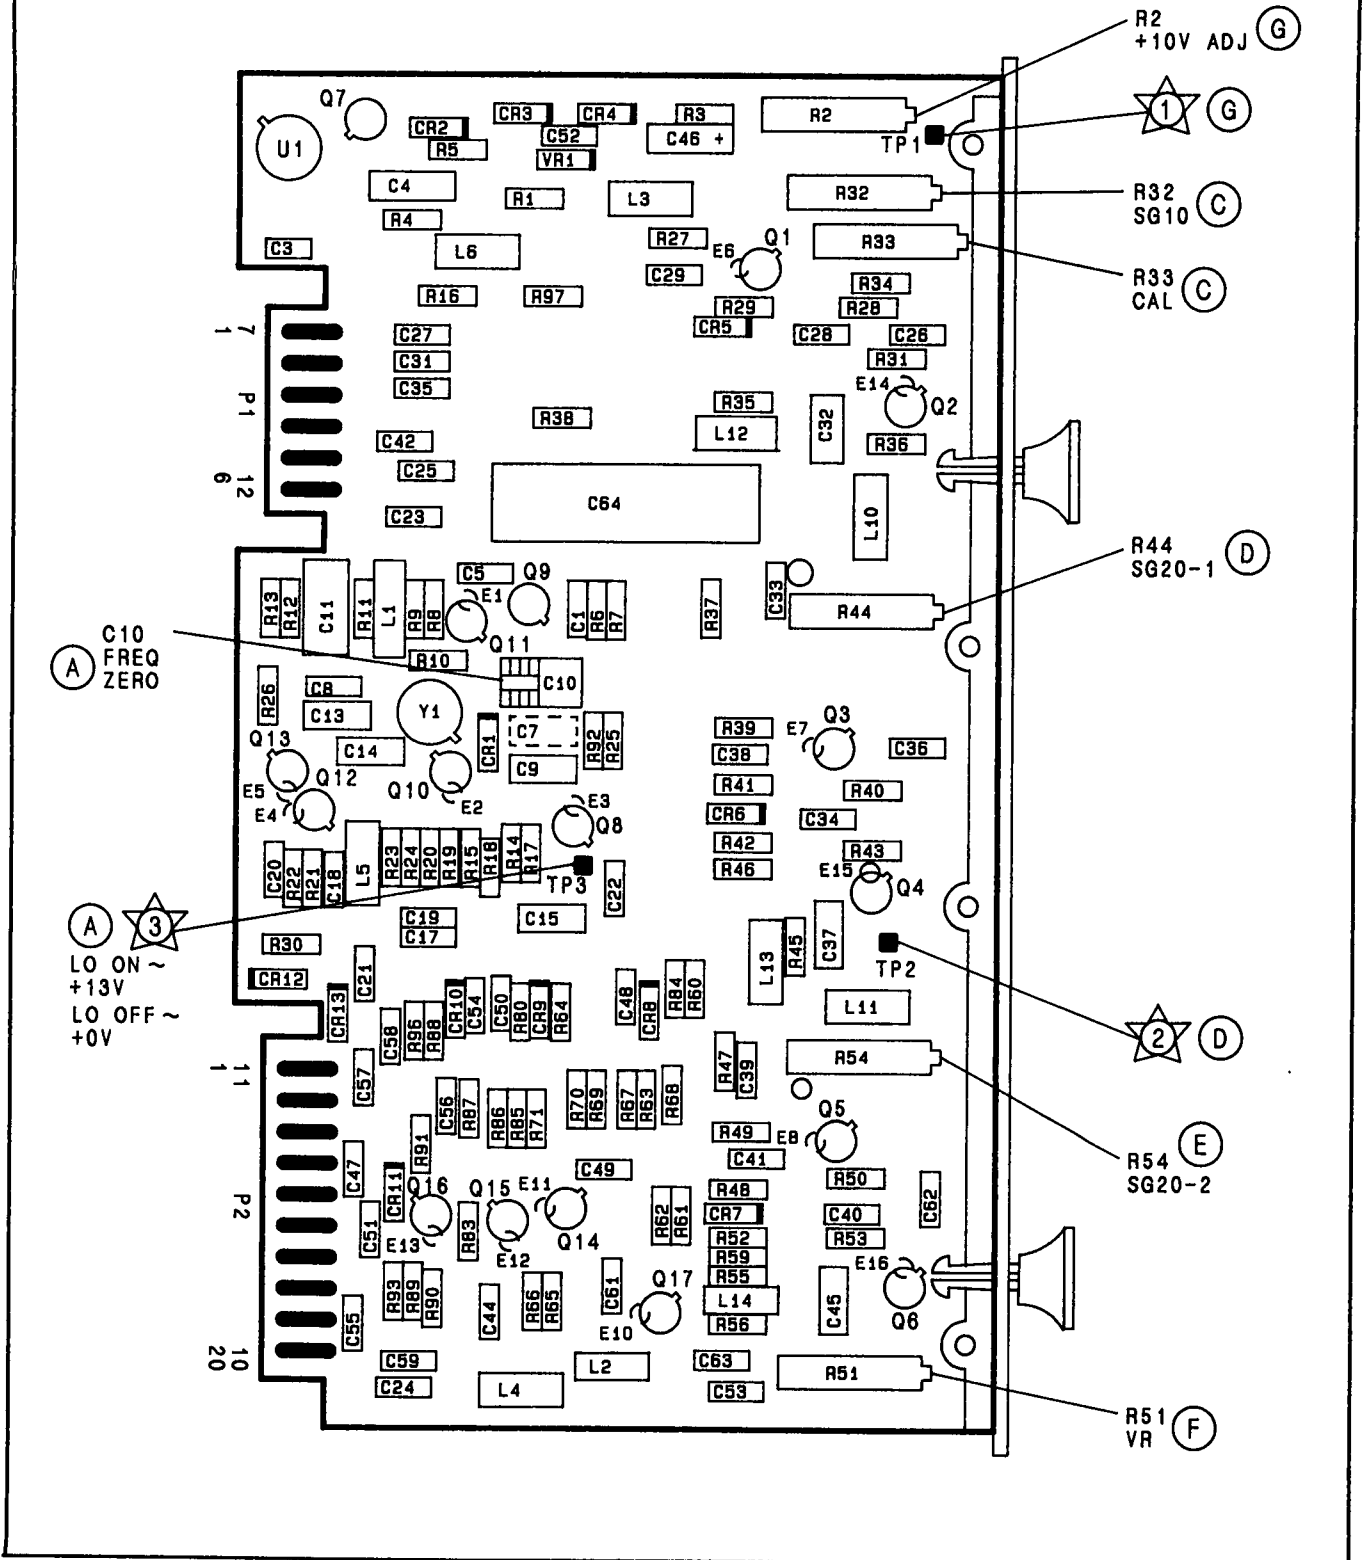 R2
+10V ADJ G
1 G
Q7
CR3 CR4 R3 R2
CR2 C52 C46 +
U1 R5 VR1 TP1
C4 R1 L3 R32
R32
SG10 C
R4 R27 Q1 R33
C3 L6 E6
C29
R33
CAL C
R16 R97 R34
R29 R28
7
1
C27 CR5 C28 C26
C31 R31
C35 E14
P1 R35 C32 Q2
R38
C42 L12 R36
C25
12
6
C64 L10
C23
R44
SG20-1 D
C5 Q9
R13 R12 C11 R11 L1 R9 R8 E1 C1 R6 R7 R37 C33 R44
C10
FREQ
ZERO
A
Q11
R10
C10
R26 C8
C13 Y1 CR1 C7 R92 R25 R39 E7 Q3 C36
Q13 C14 C9 C38
Q12 Q10 R41 R40
E5 E2 E3
E4 Q8 CR6 C34
R42 R43
C20 R22 R21 C18 L5 R23 R24 R20 R19 R15 R18 R14 R17 R46 E15 Q4
TP3 C22
A 3
LO ON ~
+13V
LO OFF ~
+0V
C19 C15
C17
R30 L13 R45 C37 TP2
CR12 C21
CR13 C58 R96 R88 CR10 C54 C50 R80 CR9 R64 C48 CR8 R84 R60 L11
2 D
11
1
C57 R47 C39 R54
C56 R87 R86 R85 R71 R70 R69 R67 R63 R68
R91 R49 E8 Q5
C41
R54
SG20-2 E
C47 CR11 C49 R50
Q16 Q15 E11 R48
P2 C51 R83 R62 R61 CR7 C40 C62
E13 E12 Q14 R52 R53
R59
R93 R89 R90 C44 R66 R65 C61 Q17 R55 E16
C55 L14 C45 Q6
E10 R56
10
20
C59 L2 C63 R51
C24 L4 C53
R51
VR F